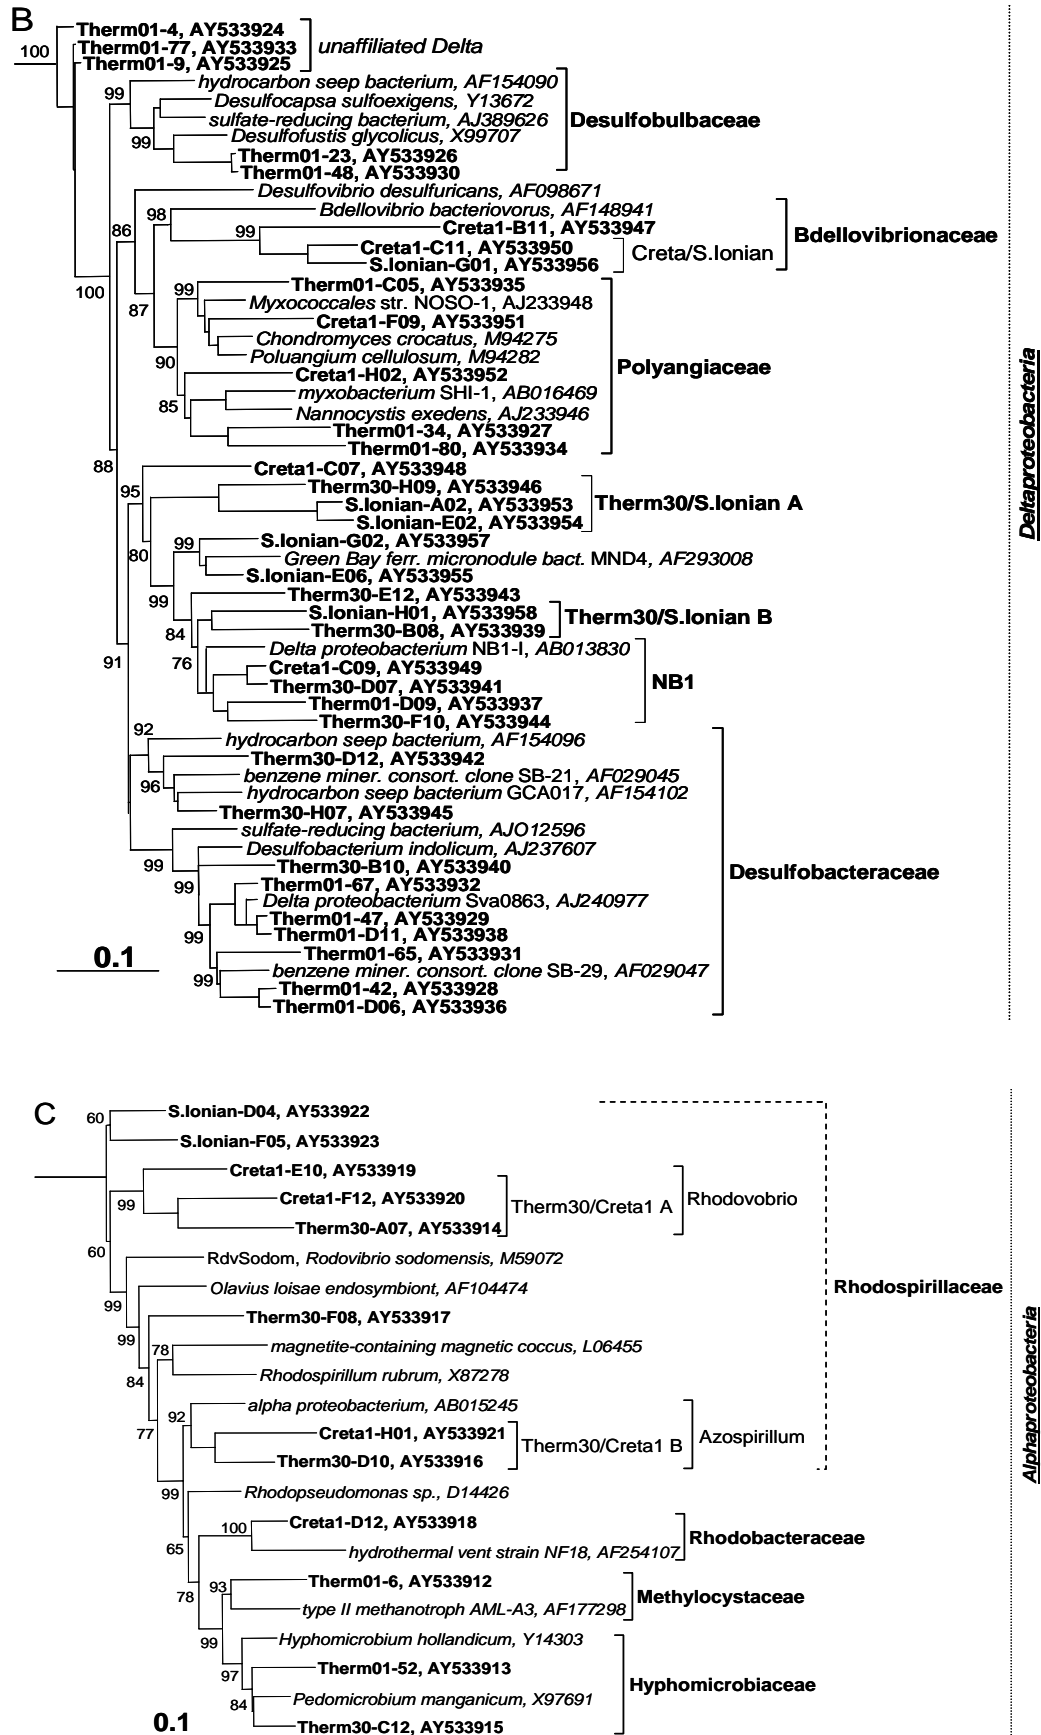 B
Therm01-4, AY533924
100
Therm01-77, AY533933
unaffiliated Delta
Therm01-9, AY533925
hydrocarbon seep bacterium, AF154090
99
Desulfocapsa sulfoexigens, Y13672
sulfate-reducing bacterium, AJ389626
Desulfobulbaceae
Desulfofustis glycolicus, X99707
99
Therm01-23, AY533926
Therm01-48, AY533930
Desulfovibrio desulfuricans, AF098671
98
Bdellovibrio bacteriovorus, AF148941
86
99
Creta1-B11, AY533947
Bdellovibrionaceae
Creta1-C11, AY533950
Creta/S.Ionian
S.Ionian-G01, AY533956
100
99
Therm01-C05, AY533935
87
Myxococcales str. NOSO-1, AJ233948
Creta1-F09, AY533951
Chondromyces crocatus, M94275
Poluangium cellulosum, M94282
90
Polyangiaceae
Creta1-H02, AY533952
myxobacterium SHI-1, AB016469
85
Nannocystis exedens, AJ233946
Therm01-34, AY533927
Therm01-80, AY533934
88
Creta1-C07, AY533948
95
Therm30-H09, AY533946
S.Ionian-A02, AY533953
Therm30/S.Ionian A
S.Ionian-E02, AY533954
99
S.Ionian-G02, AY533957
80
Green Bay ferr. micronodule bact. MND4, AF293008
S.Ionian-E06, AY533955
99
Therm30-E12, AY533943
S.Ionian-H01, AY533958
Therm30/S.Ionian B
84
Therm30-B08, AY533939
Delta proteobacterium NB1-I, AB013830
91
76
Creta1-C09, AY533949
Therm30-D07, AY533941
NB1
Therm01-D09, AY533937
Therm30-F10, AY533944
92
hydrocarbon seep bacterium, AF154096
Therm30-D12, AY533942
benzene miner. consort. clone SB-21, AF029045
96
hydrocarbon seep bacterium GCA017, AF154102
Therm30-H07, AY533945
sulfate-reducing bacterium, AJO12596
Desulfobacterium indolicum, AJ237607
99
Therm30-B10, AY533940
Desulfobacteraceae
99
Therm01-67, AY533932
Delta proteobacterium Sva0863, AJ240977
Therm01-47, AY533929
99
Therm01-D11, AY533938
Therm01-65, AY533931
0.1
benzene miner. consort. clone SB-29, AF029047
99
Therm01-42, AY533928
Therm01-D06, AY533936
Deltaproteobacteria
C
60
S.Ionian-D04, AY533922
S.Ionian-F05, AY533923
Creta1-E10, AY533919
99
Creta1-F12, AY533920
Therm30/Creta1 A
Rhodovobrio
Therm30-A07, AY533914
60
RdvSodom, Rodovibrio sodomensis, M59072
Olavius loisae endosymbiont, AF104474
Rhodospirillaceae
99
Therm30-F08, AY533917
99
78
magnetite-containing magnetic coccus, L06455
84
Rhodospirillum rubrum, X87278
alpha proteobacterium, AB015245
92
77
Creta1-H01, AY533921
Therm30/Creta1 B
Azospirillum
Therm30-D10, AY533916
99
Rhodopseudomonas sp., D14426
100
Creta1-D12, AY533918
Rhodobacteraceae
65
hydrothermal vent strain NF18, AF254107
93
Therm01-6, AY533912
78
Methylocystaceae
type II methanotroph AML-A3, AF177298
99
Hyphomicrobium hollandicum, Y14303
97
Therm01-52, AY533913
Hyphomicrobiaceae
84
Pedomicrobium manganicum, X97691
0.1
Therm30-C12, AY533915
Alphaproteobacteria